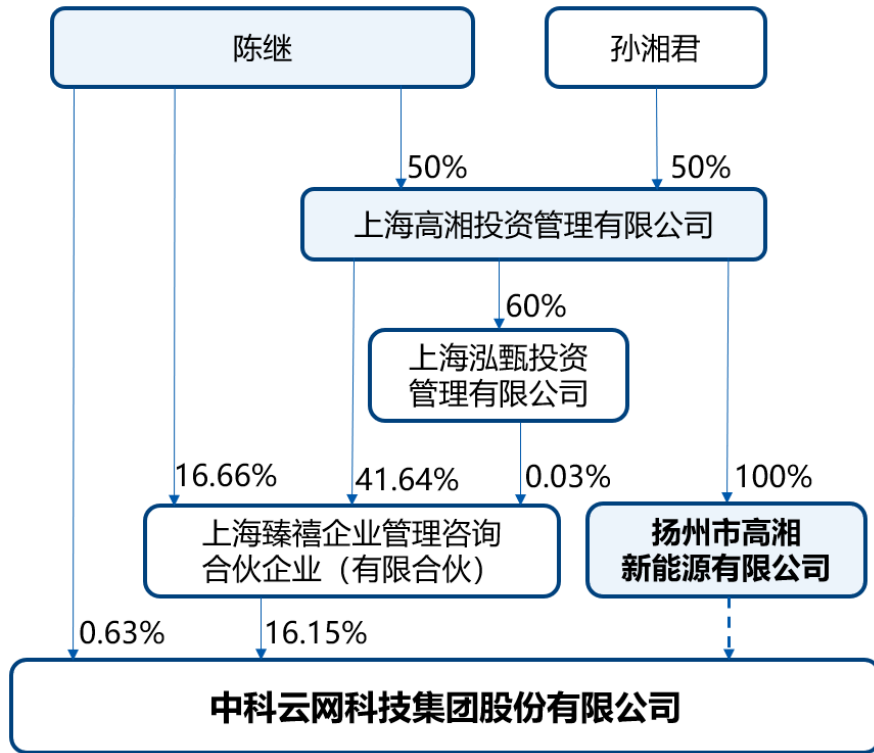 陈继
孙湘君
50%
50%
上海高湘投资管理有限公司
60%
上海泓甄投资
管理有限公司
16.66%
41.64%
0.03%
100%
上海臻禧企业管理咨询
合伙企业（有限合伙）
扬州市高湘
新能源有限公司
0.63%
16.15%
中科云网科技集团股份有限公司